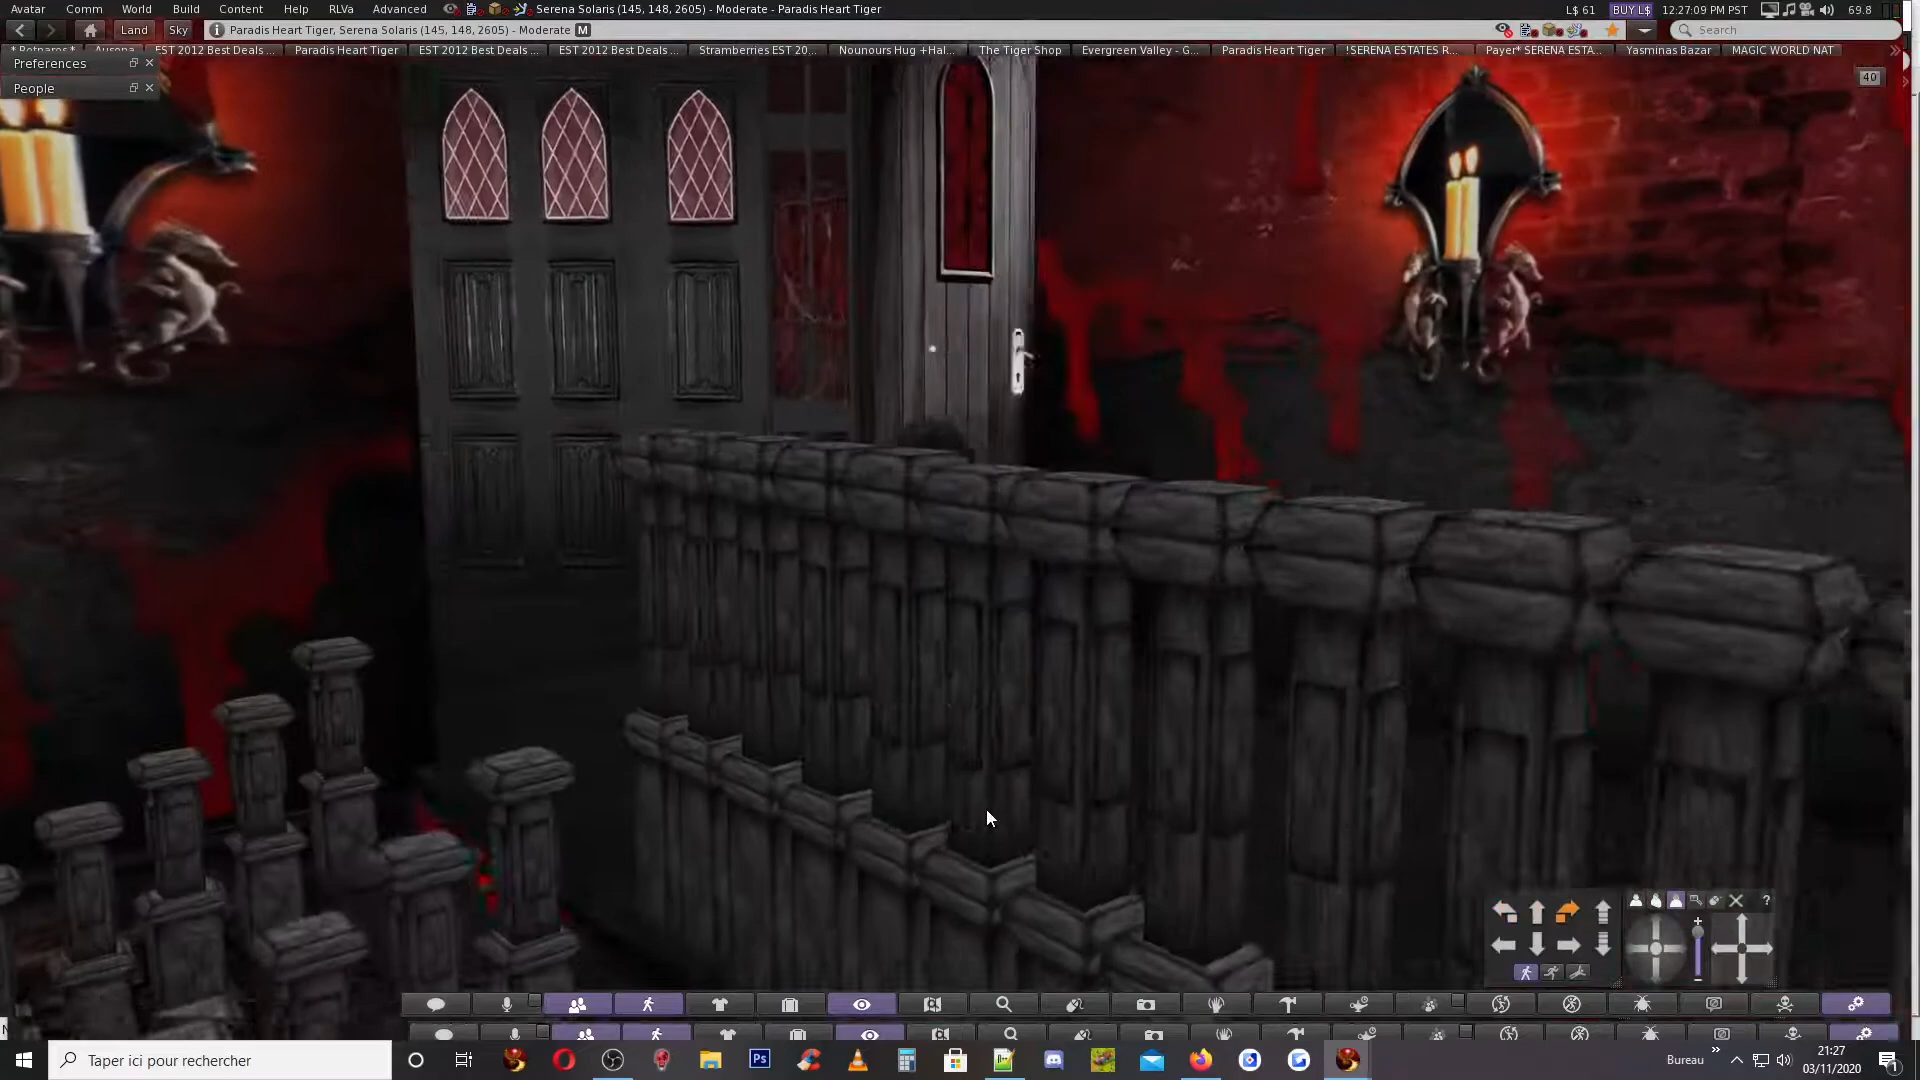 Avatar Comm World Build Content Help RLVa Advanced Serena Solaris (145, 148, 2605) - Moderate - Paradis Heart Tiger L$ 61 BUY L$ 12:27:09 PM PST 69.8
Land Sky Paradis Heart Tiger, Serena Solaris (145, 148, 2605) - Moderate M Search
EST 2012 Best Deals ... Paradis Heart Tiger EST 2012 Best Deals ... EST 2012 Best Deals ... Stramberries EST 20... Nounours Hug +Hal... The Tiger Shop Evergreen Valley - G... Paradis Heart Tiger !SERENA ESTATES R... Payer* SERENA ESTA... Yasminas Bazar MAGIC WORLD NAT
Preferences
40
People
?
Taper ici pour rechercher
Ps
Bureau
21:27
03/11/2020
1